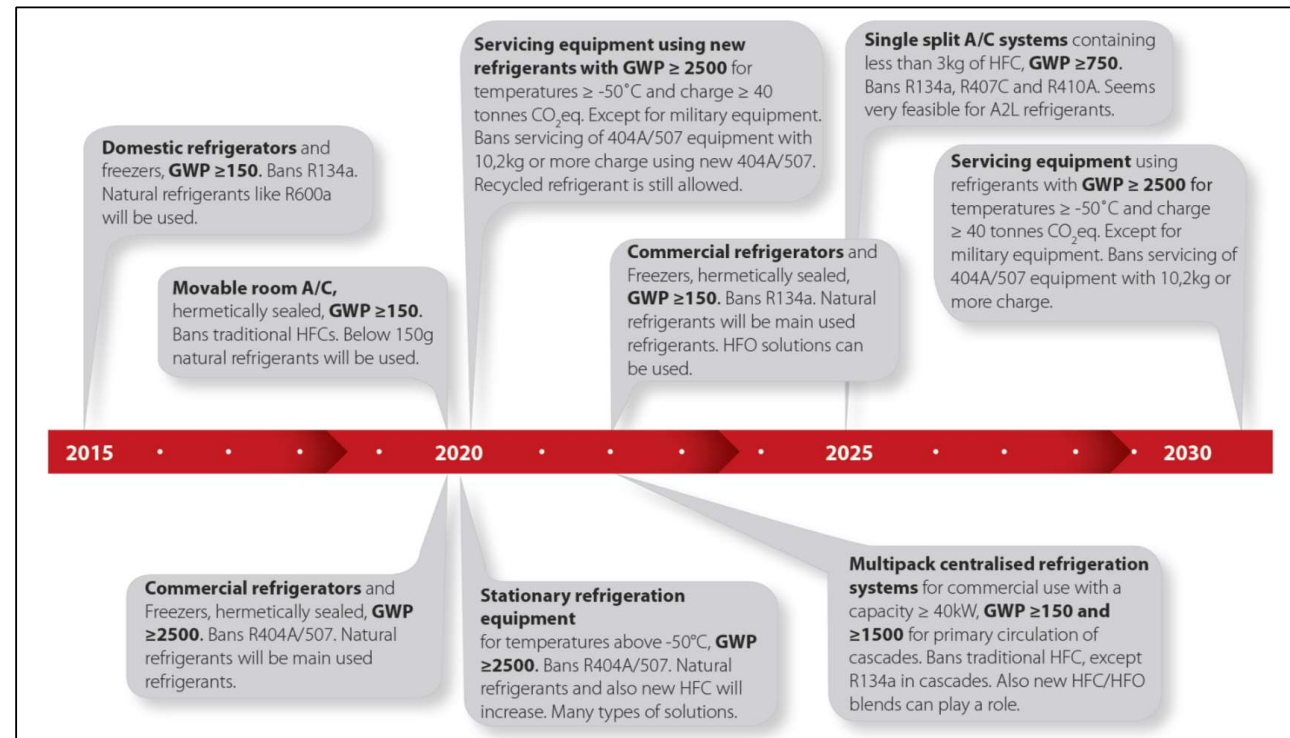 Servicing equipment using new
refrigerants with GWP ≥ 2500 for
temperatures ≥ -50˚C and charge ≥ 40
tonnes CO₂eq. Except for military equipment.
Bans servicing of 404A/507 equipment with
10,2kg or more charge using new 404A/507.
Recycled refrigerant is still allowed.
Single split A/C systems containing
less than 3kg of HFC, GWP ≥750.
Bans R134a, R407C and R410A. Seems
very feasible for A2L refrigerants.
Domestic refrigerators and
freezers, GWP ≥150. Bans R134a.
Natural refrigerants like R600a
will be used.
Servicing equipment using
refrigerants with GWP ≥ 2500 for
temperatures ≥ -50˚C and charge
≥ 40 tonnes CO₂eq. Except for
military equipment. Bans servicing of
404A/507 equipment with 10,2kg or
more charge.
Movable room A/C,
hermetically sealed, GWP ≥150.
Bans traditional HFCs. Below 150g
natural refrigerants will be used.
Commercial refrigerators and
Freezers, hermetically sealed,
GWP ≥150. Bans R134a. Natural
refrigerants will be main used
refrigerants. HFO solutions can
be used.
2015 2020 2025 2030
Commercial refrigerators and
Freezers, hermetically sealed, GWP
≥2500. Bans R404A/507. Natural
refrigerants will be main used
refrigerants.
Stationary refrigeration
equipment
for temperatures above -50°C, GWP
≥2500. Bans R404A/507. Natural
refrigerants and also new HFC will
increase. Many types of solutions.
Multipack centralised refrigeration
systems for commercial use with a
capacity ≥ 40kW, GWP ≥150 and
≥1500 for primary circulation of
cascades. Bans traditional HFC, except
R134a in cascades. Also new HFC/HFO
blends can play a role.